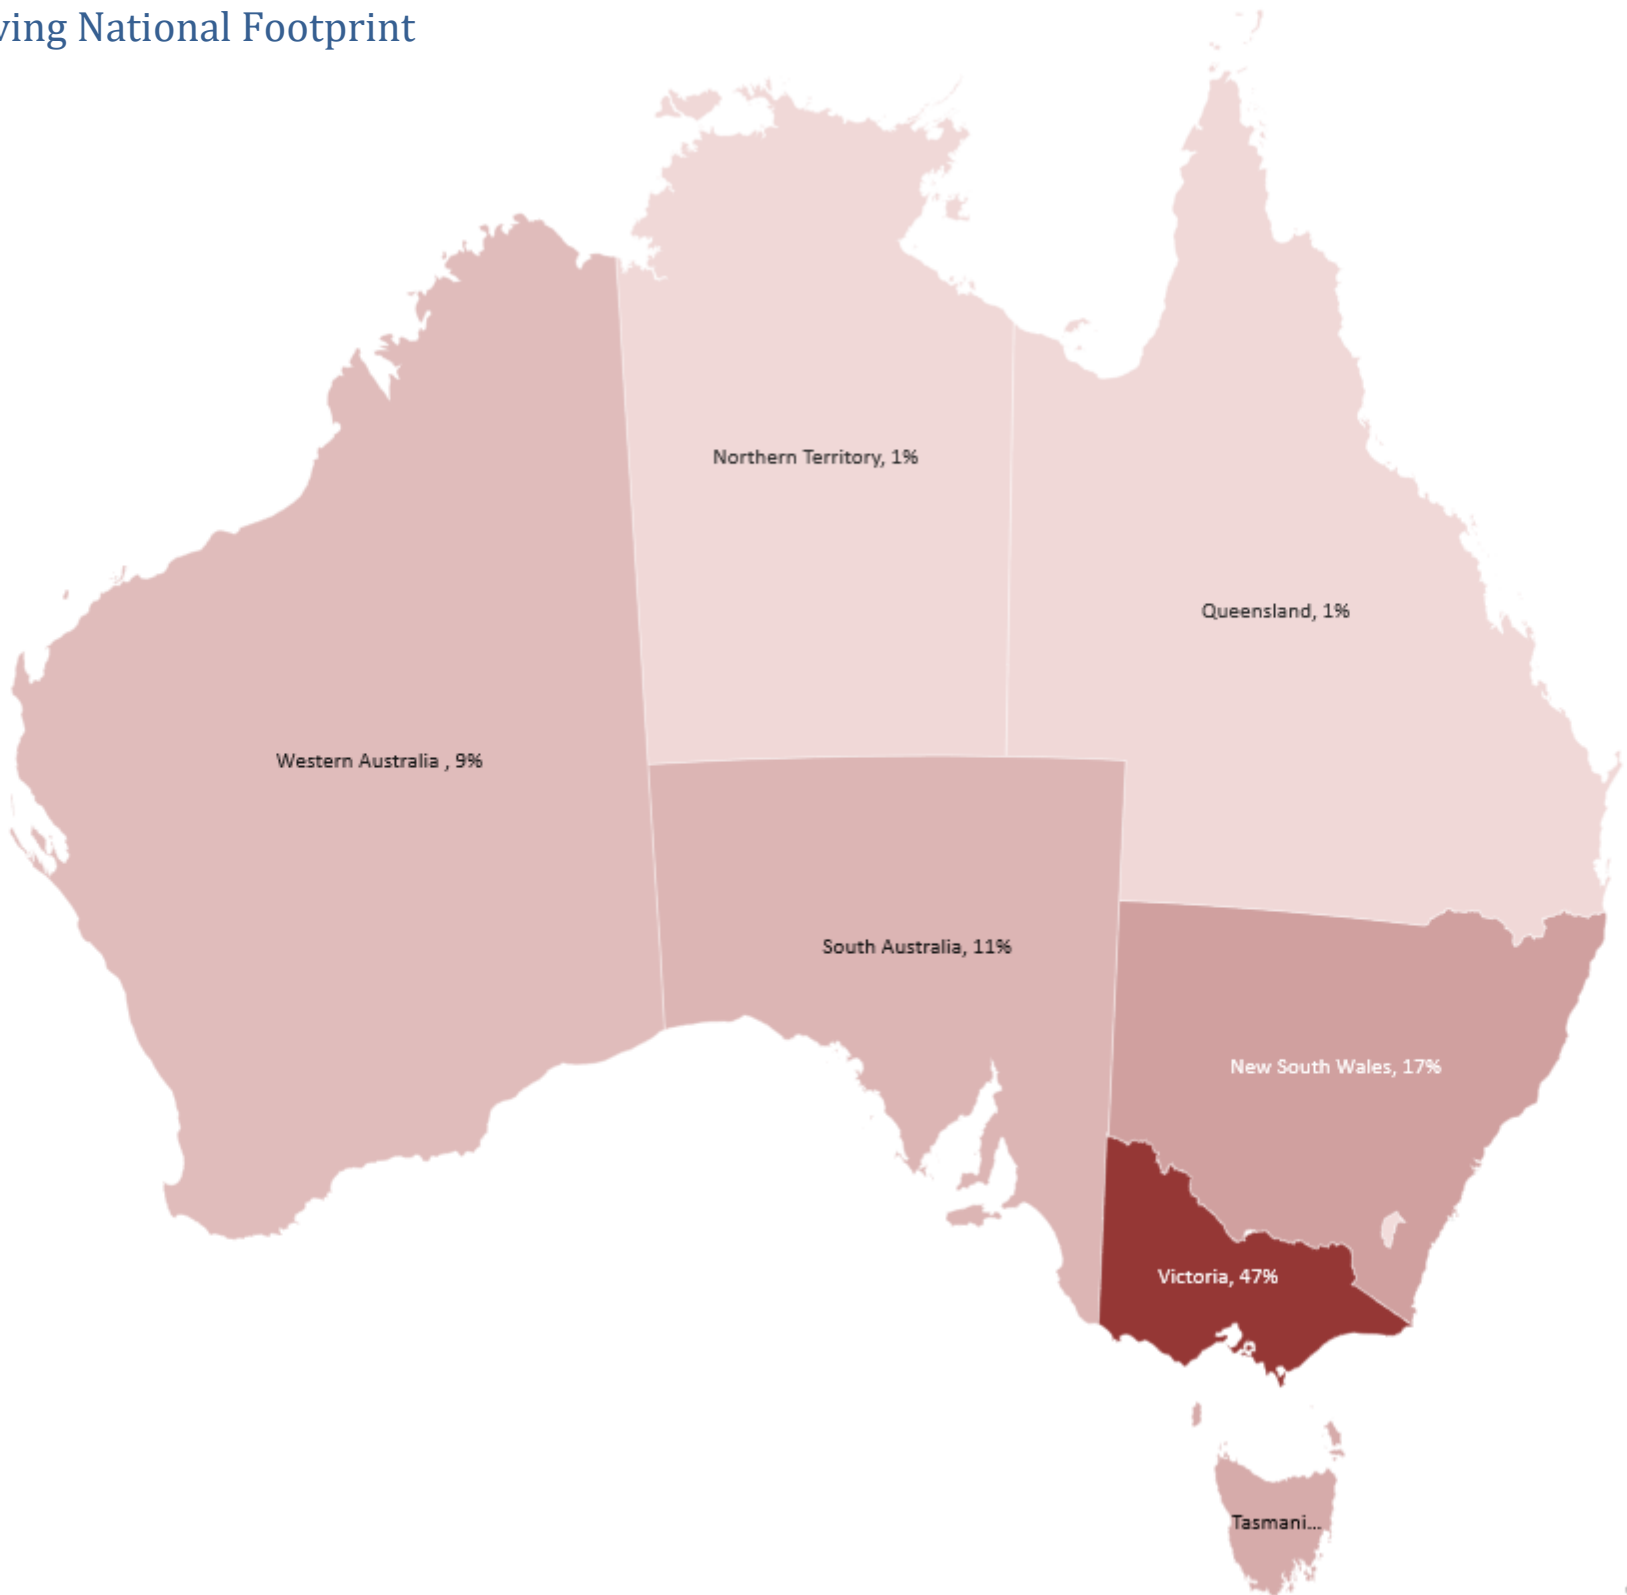 ving National Footprint
Northern Territory, 1%
Queensland, 1%
Western Australia , 9%
South Australia, 11%
New South Wales, 17%
Victoria, 47%
Tasmani...